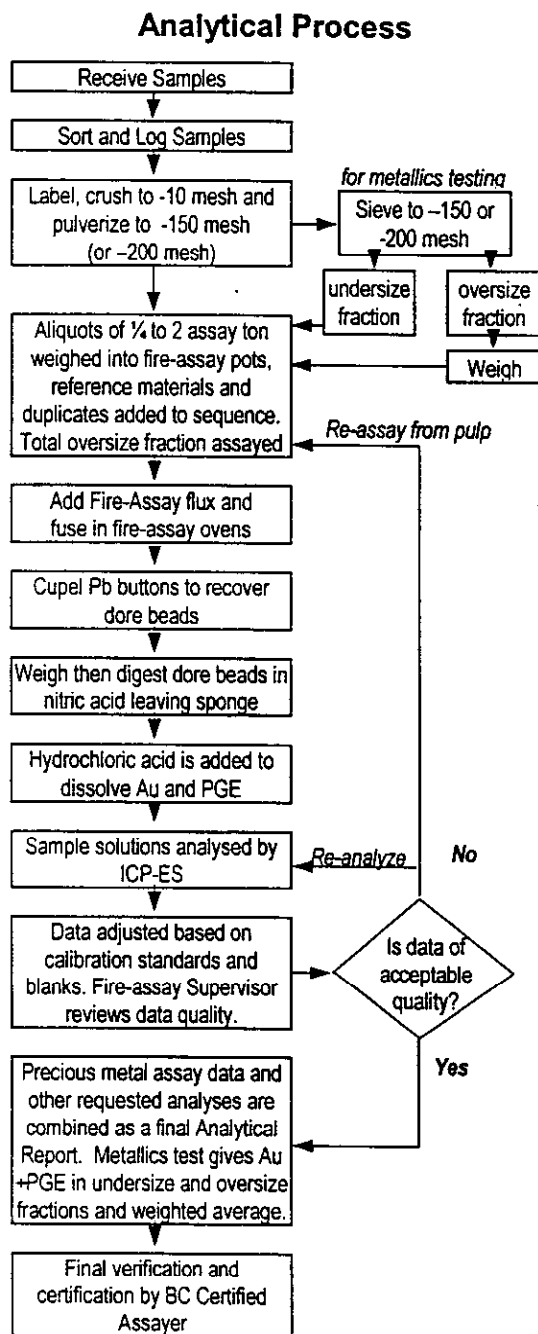 Analytical Process
Receive Samples
Sort and Log Samples
Label, crush to -10 mesh and
pulverize to -150 mesh
(or –200 mesh)
for metallics testing
Sieve to –150 or
-200 mesh
undersize
fraction
oversize
fraction
Weigh
Aliquots of ¼ to 2 assay ton
weighed into fire-assay pots,
reference materials and
duplicates added to sequence.
Total oversize fraction assayed
Re-assay from pulp
Add Fire-Assay flux and
fuse in fire-assay ovens
Cupel Pb buttons to recover
dore beads
Weigh then digest dore beads in
nitric acid leaving sponge
Hydrochloric acid is added to
dissolve Au and PGE
Sample solutions analysed by
ICP-ES
Re-analyze
No
Data adjusted based on
calibration standards and
blanks. Fire-assay Supervisor
reviews data quality.
Is data of
acceptable
quality?
Yes
Precious metal assay data and
other requested analyses are
combined as a final Analytical
Report. Metallics test gives Au
+PGE in undersize and oversize
fractions and weighted average.
Final verification and
certification by BC Certified
Assayer